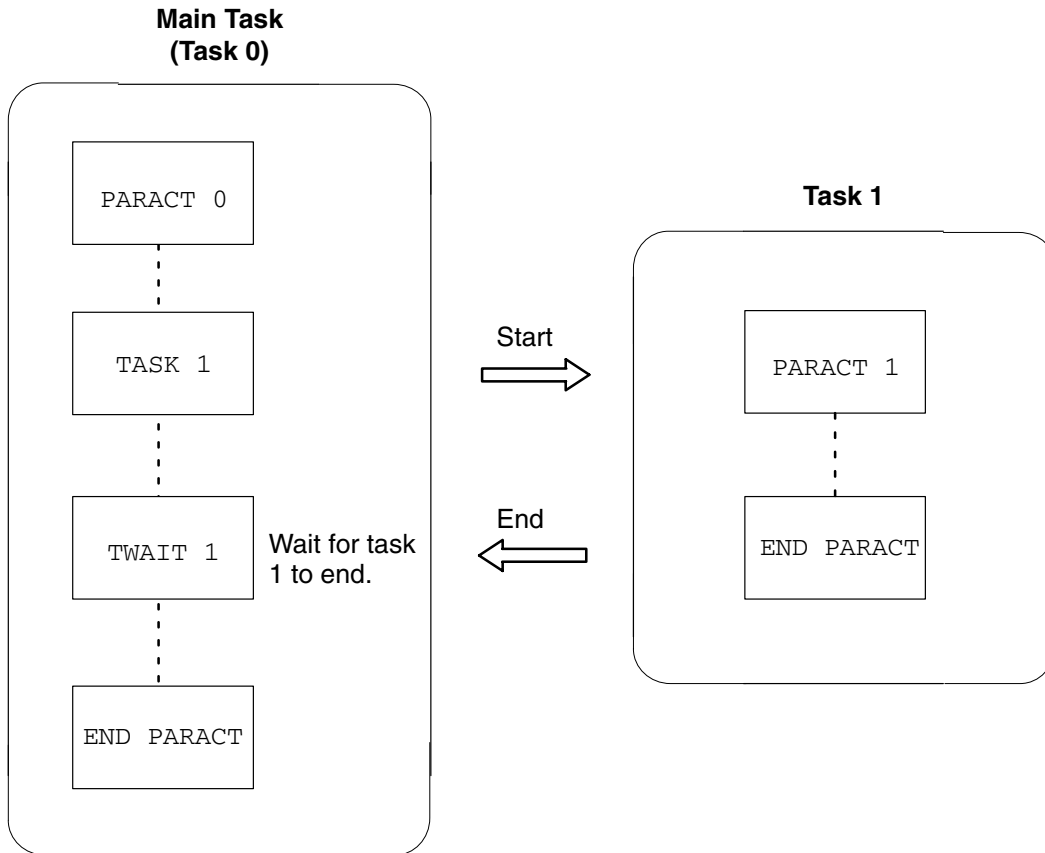 Main Task
(Task 0)
PARACT 0
TASK 1
TWAIT 1
Wait for task
1 to end.
END PARACT
Start
End
Task 1
PARACT 1
END PARACT